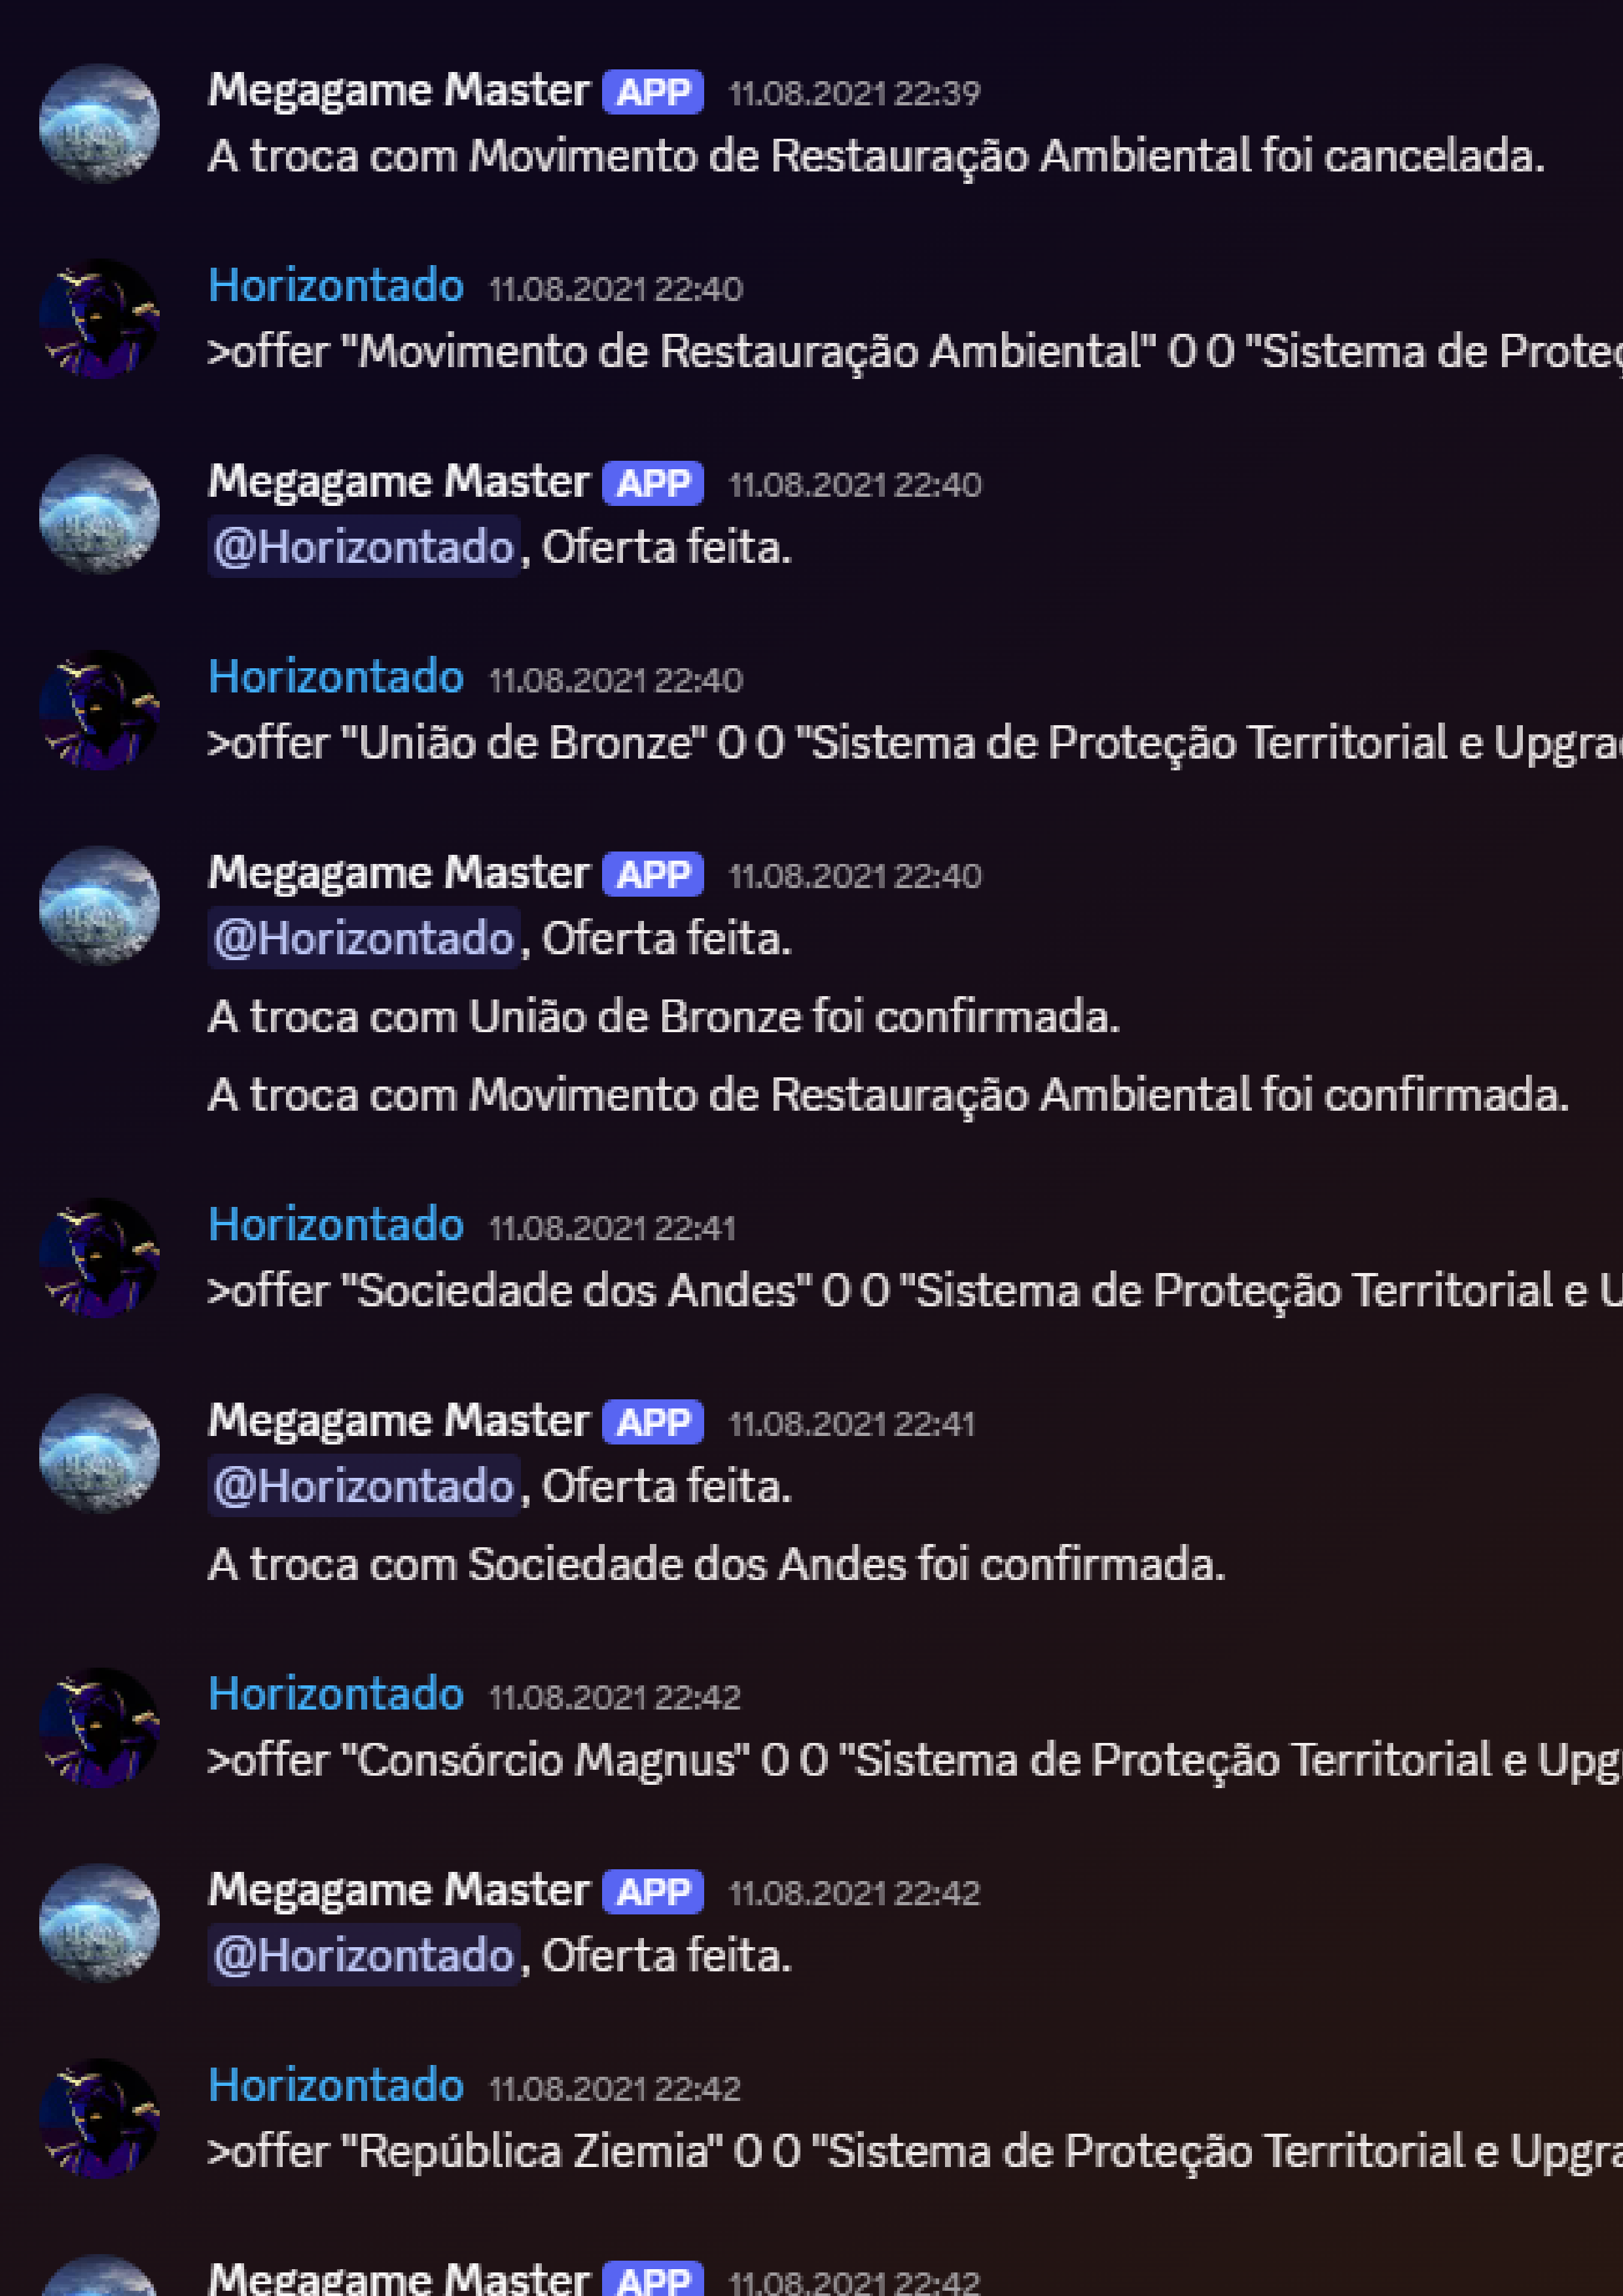 Megagame Master APP 11.08.2021 22:39
A troca com Movimento de Restauração Ambiental foi cancelada.
Horizontado 11.08.2021 22:40
>offer "Movimento de Restauração Ambiental" 0 0 "Sistema de Proteç
Megagame Master APP 11.08.2021 22:40
@Horizontado, Oferta feita.
Horizontado 11.08.2021 22:40
>offer "União de Bronze" 0 0 "Sistema de Proteção Territorial e Upgra
Megagame Master APP 11.08.2021 22:40
@Horizontado, Oferta feita.
A troca com União de Bronze foi confirmada.
A troca com Movimento de Restauração Ambiental foi confirmada.
Horizontado 11.08.2021 22:41
>offer "Sociedade dos Andes" 0 0 "Sistema de Proteção Territorial e U
Megagame Master APP 11.08.2021 22:41
@Horizontado, Oferta feita.
A troca com Sociedade dos Andes foi confirmada.
Horizontado 11.08.2021 22:42
>offer "Consórcio Magnus" 0 0 "Sistema de Proteção Territorial e Upg
Megagame Master APP 11.08.2021 22:42
@Horizontado, Oferta feita.
Horizontado 11.08.2021 22:42
>offer "República Ziemia" 0 0 "Sistema de Proteção Territorial e Upgra
Megagame Master APP 11.08.2021 22:42